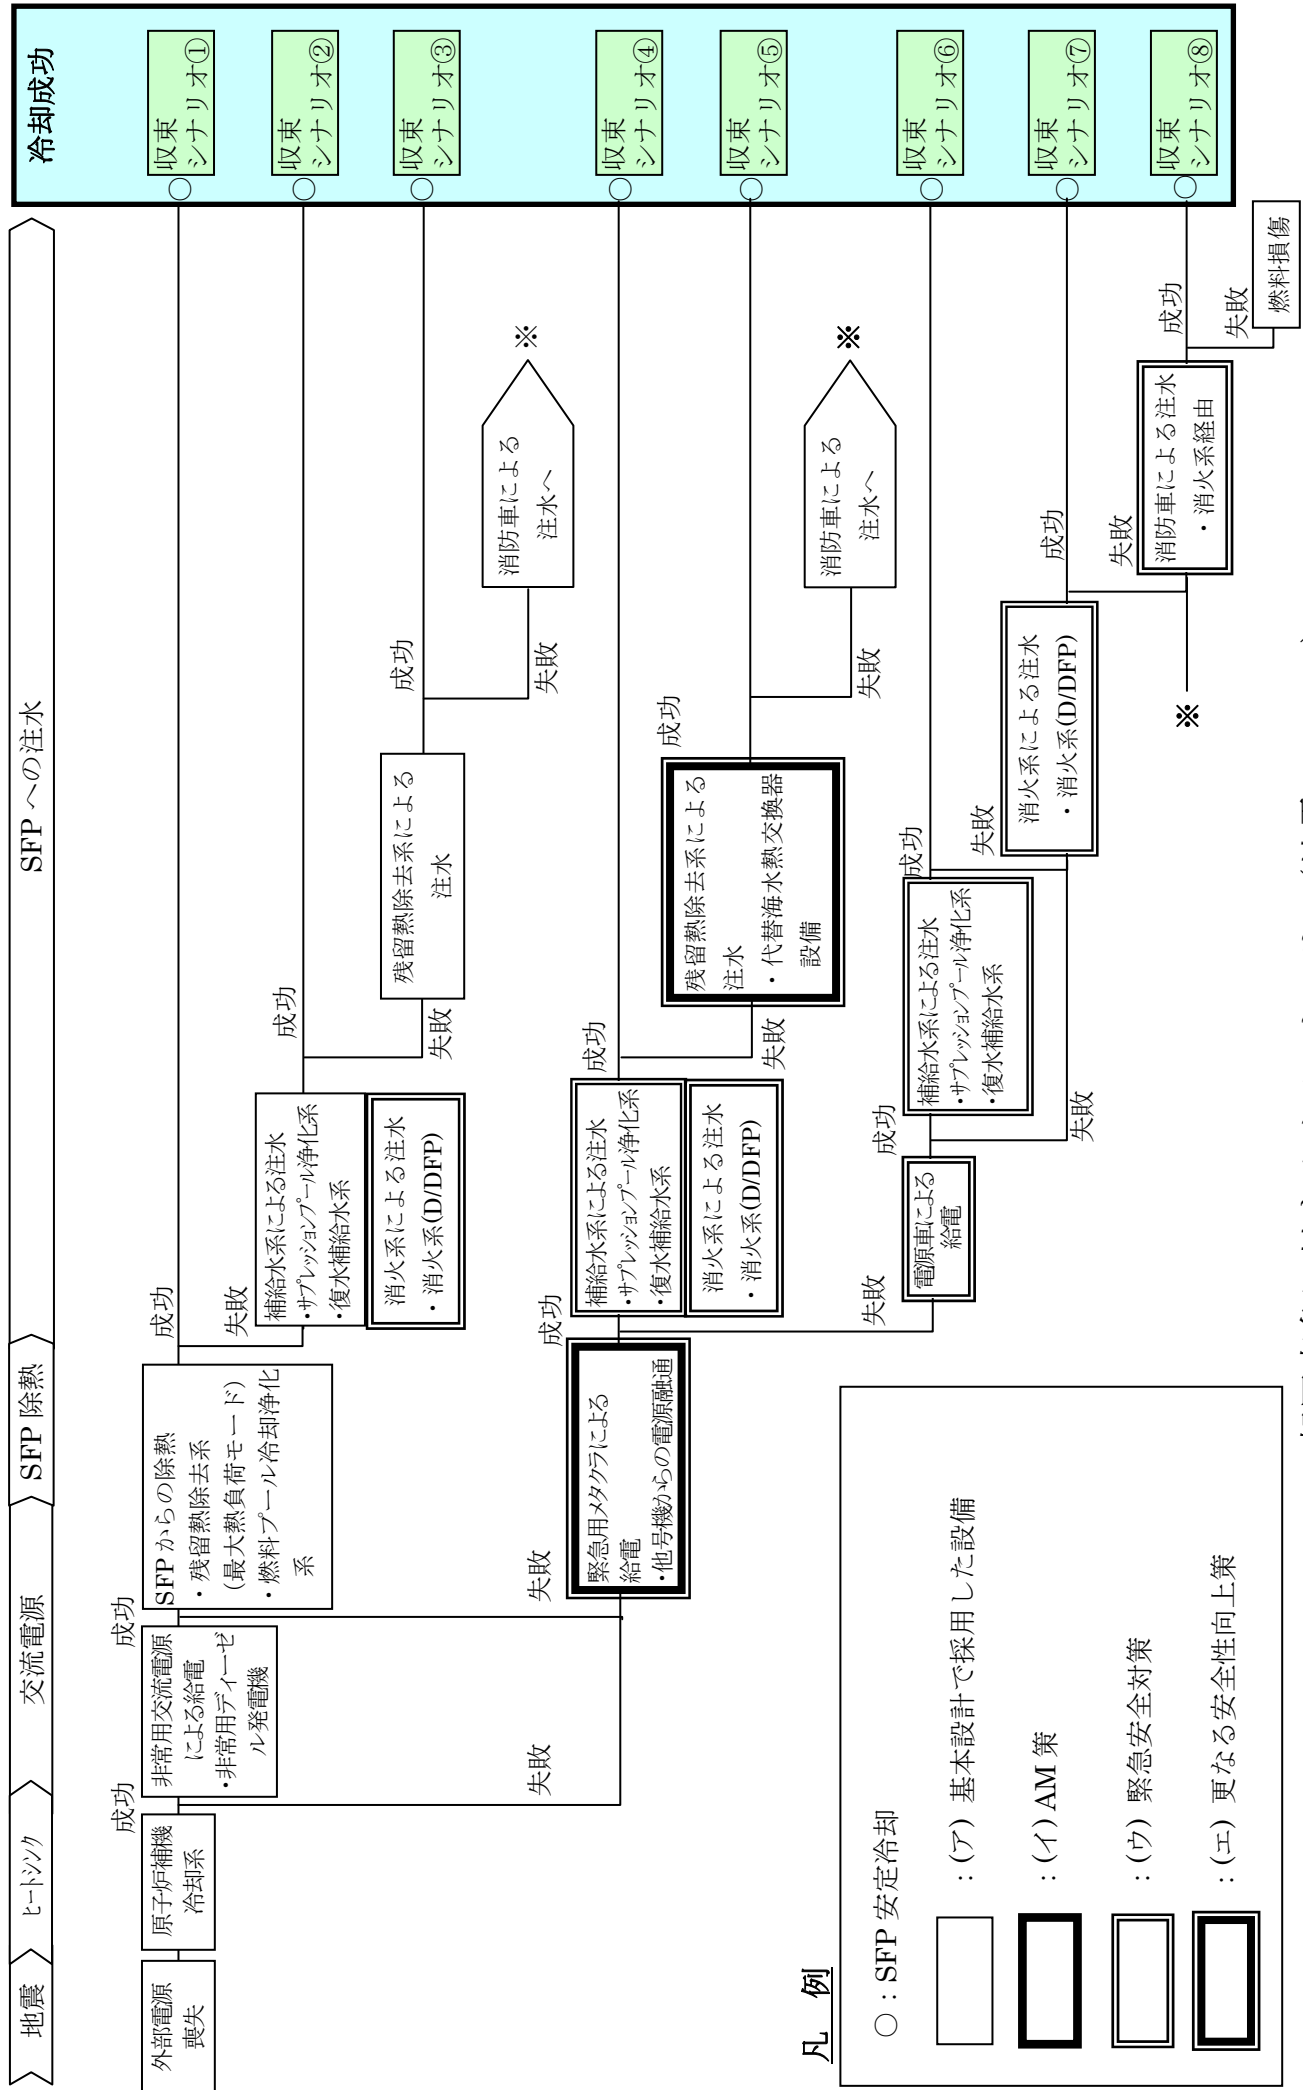 地震
ヒートシンク
交流電源
SFP 除熱
SFP への注水
冷却成功
外部電源
喪失
原子炉補機
冷却系
成功
非常用交流電源
による給電
・非常用ディーゼ
ル発電機
成功
SFP からの除熱
・残留熱除去系
(最大熱負荷モード)
・燃料プール冷却浄化
系
成功
収束
シナリオ①
失敗
補給水系による注水
・サプレッションプール浄化系
・復水補給水系
消火系による注水
・消火系(D/DFP)
成功
収束
シナリオ②
失敗
残留熱除去系による
注水
成功
収束
シナリオ③
失敗
消防車による
注水へ
※
失敗
失敗
緊急用メタクラによる
給電
・他号機からの電源融通
成功
補給水系による注水
・サプレッションプール浄化系
・復水補給水系
消火系による注水
・消火系(D/DFP)
成功
収束
シナリオ④
失敗
残留熱除去系による
注水
・代替海水熱交換器
設備
成功
収束
シナリオ⑤
失敗
消防車による
注水へ
※
失敗
電源車による
給電
成功
補給水系による注水
・サプレッションプール浄化系
・復水補給水系
成功
収束
シナリオ⑥
失敗
失敗
消火系による注水
・消火系(D/DFP)
成功
収束
シナリオ⑦
失敗
※
消防車による注水
・消火系経由
成功
収束
シナリオ⑧
失敗
燃料損傷
凡 例
○ : SFP 安定冷却
: (ア) 基本設計で採用した設備
: (イ) AM 策
: (ウ) 緊急安全対策
: (エ) 更なる安全性向上策